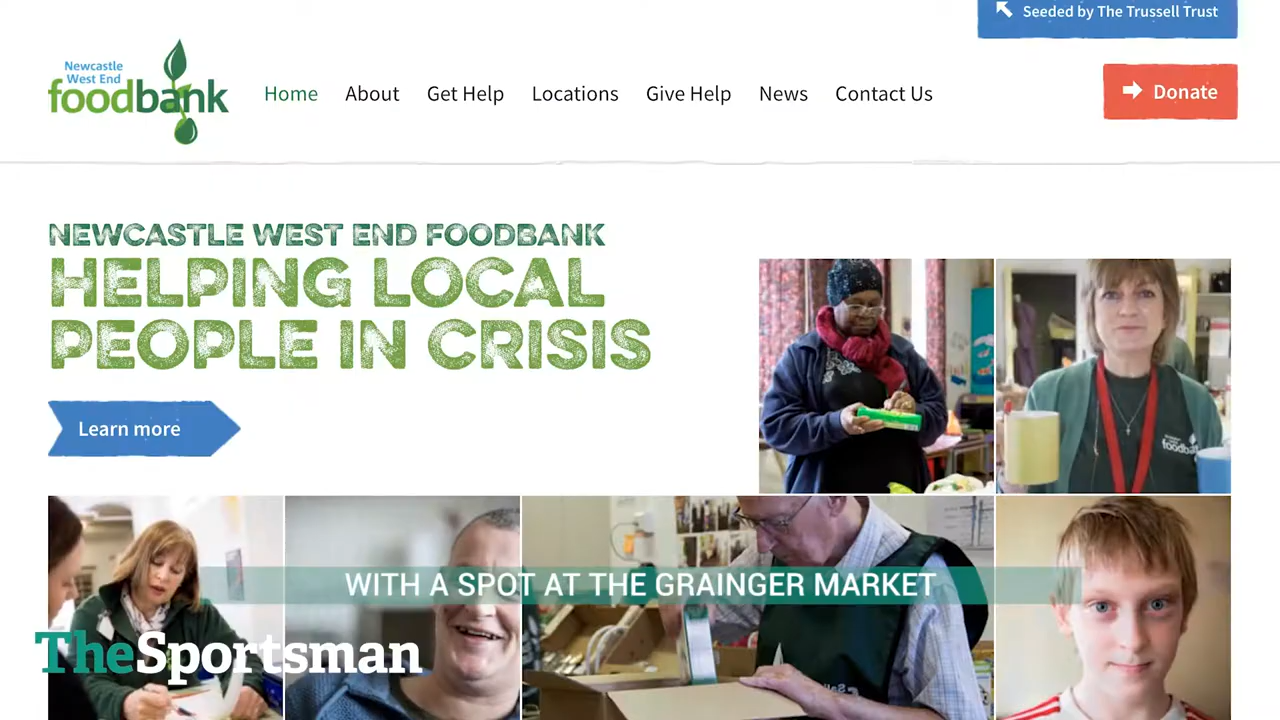 Seeded by The Trussell Trust
Newcastle
West End
foodbank
Home About Get Help Locations Give Help News Contact Us
Donate
NEWCASTLE WEST END FOODBANK
HELPING LOCAL
PEOPLE IN CRISIS
Learn more
foodba
WITH A SPOT AT THE GRAINGER MARKET
TheSportsman